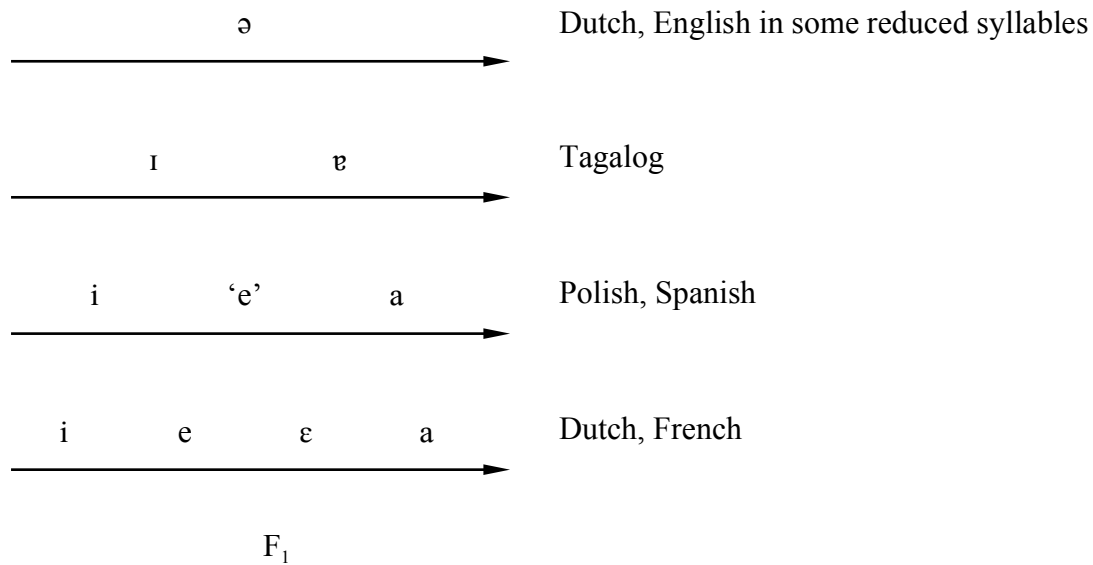 ə Dutch, English in some reduced syllables
ɪ ɐ Tagalog
i ‘e’ a Polish, Spanish
i e ɛ a Dutch, French
F₁